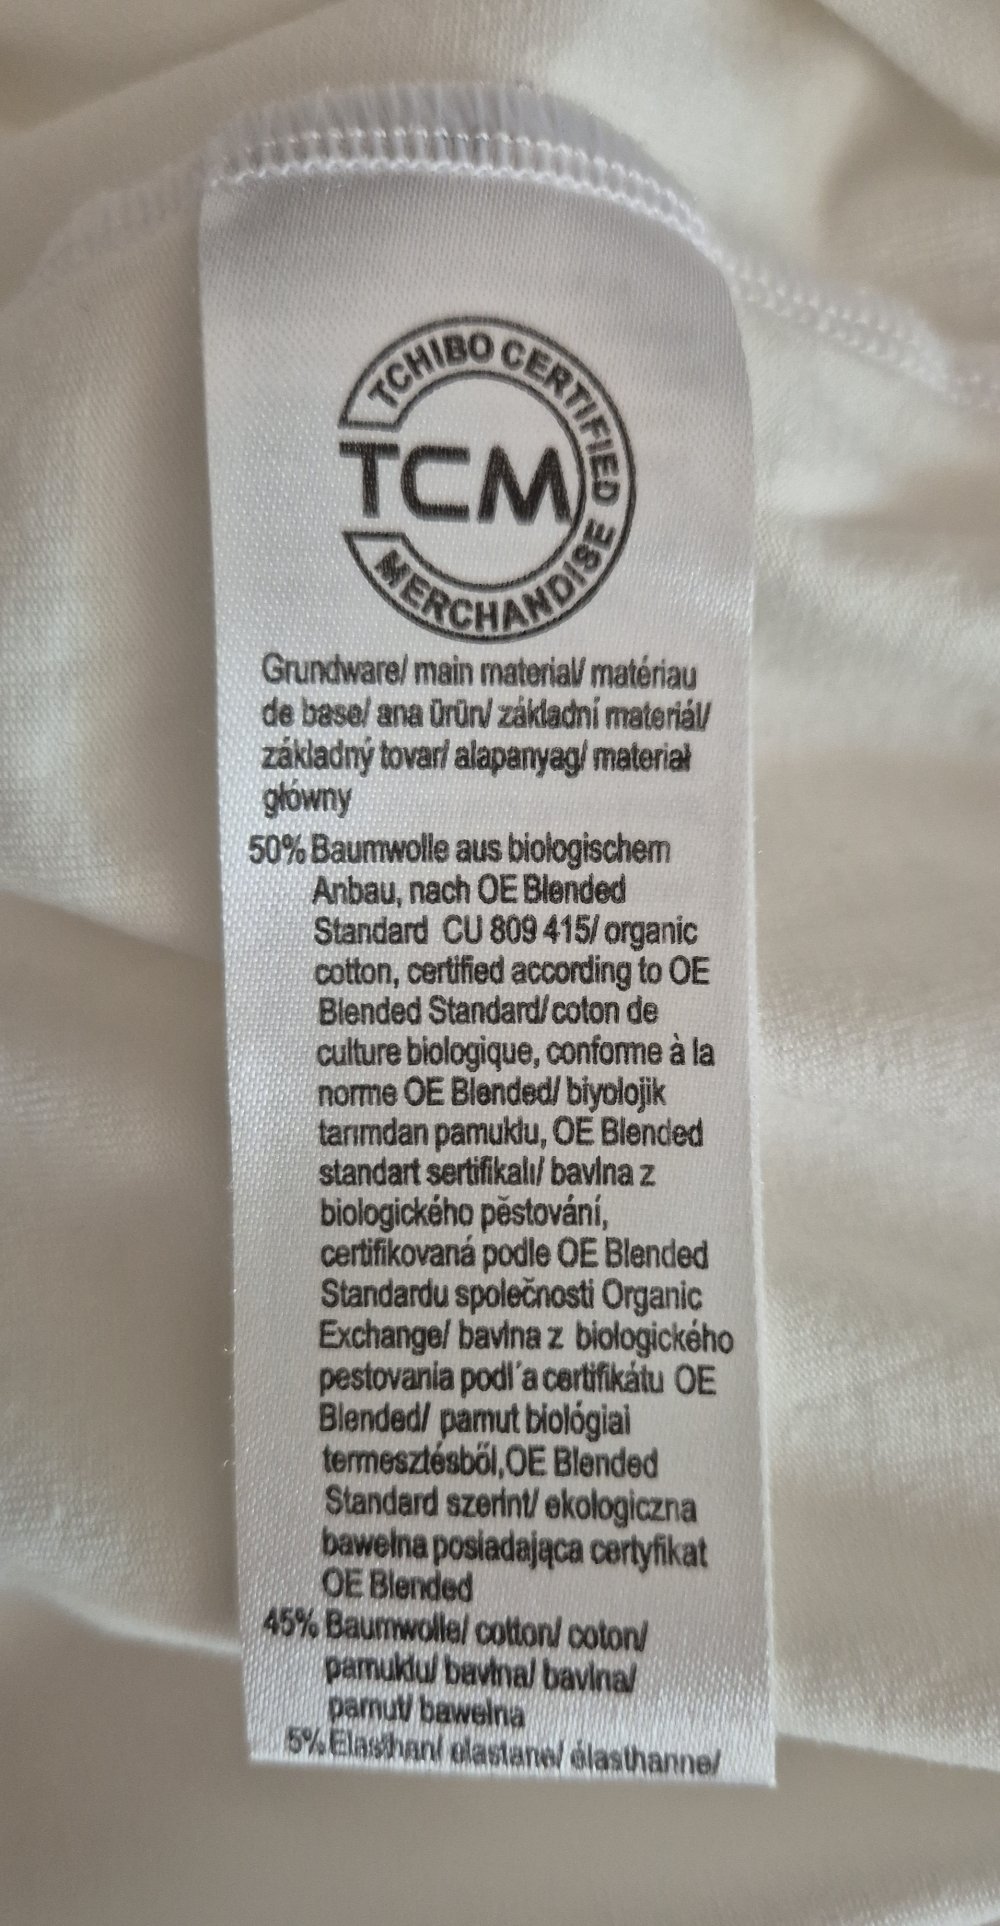 TCHIBO CERTIFIED MERCHANDISE
TCM
Grundware/ main material/ matériau
de base/ ana ürün/ základní materiál/
základný tovar/ alapanyag/ materiał
główny
50% Baumwolle aus biologischem
Anbau, nach OE Blended
Standard CU 809 415/ organic
cotton, certified according to OE
Blended Standard/ coton de
culture biologique, conforme à la
norme OE Blended/ biyolojik
tarımdan pamuklu, OE Blended
standart sertifikalı/ bavlna z
biologického pěstování,
certifikovaná podle OE Blended
Standardu společnosti Organic
Exchange/ bavlna z biologického
pestovania podl´a certifikátu OE
Blended/ pamut biológiai
termesztésből,OE Blended
Standard szerint/ ekologiczna
bawełna posiadająca certyfikat
OE Blended
45% Baumwolle/ cotton/ coton/
pamuklu/ bavlna/ bavlna/
pamut/ bawełna
5% Elasthan/ elastane/ élasthanne/